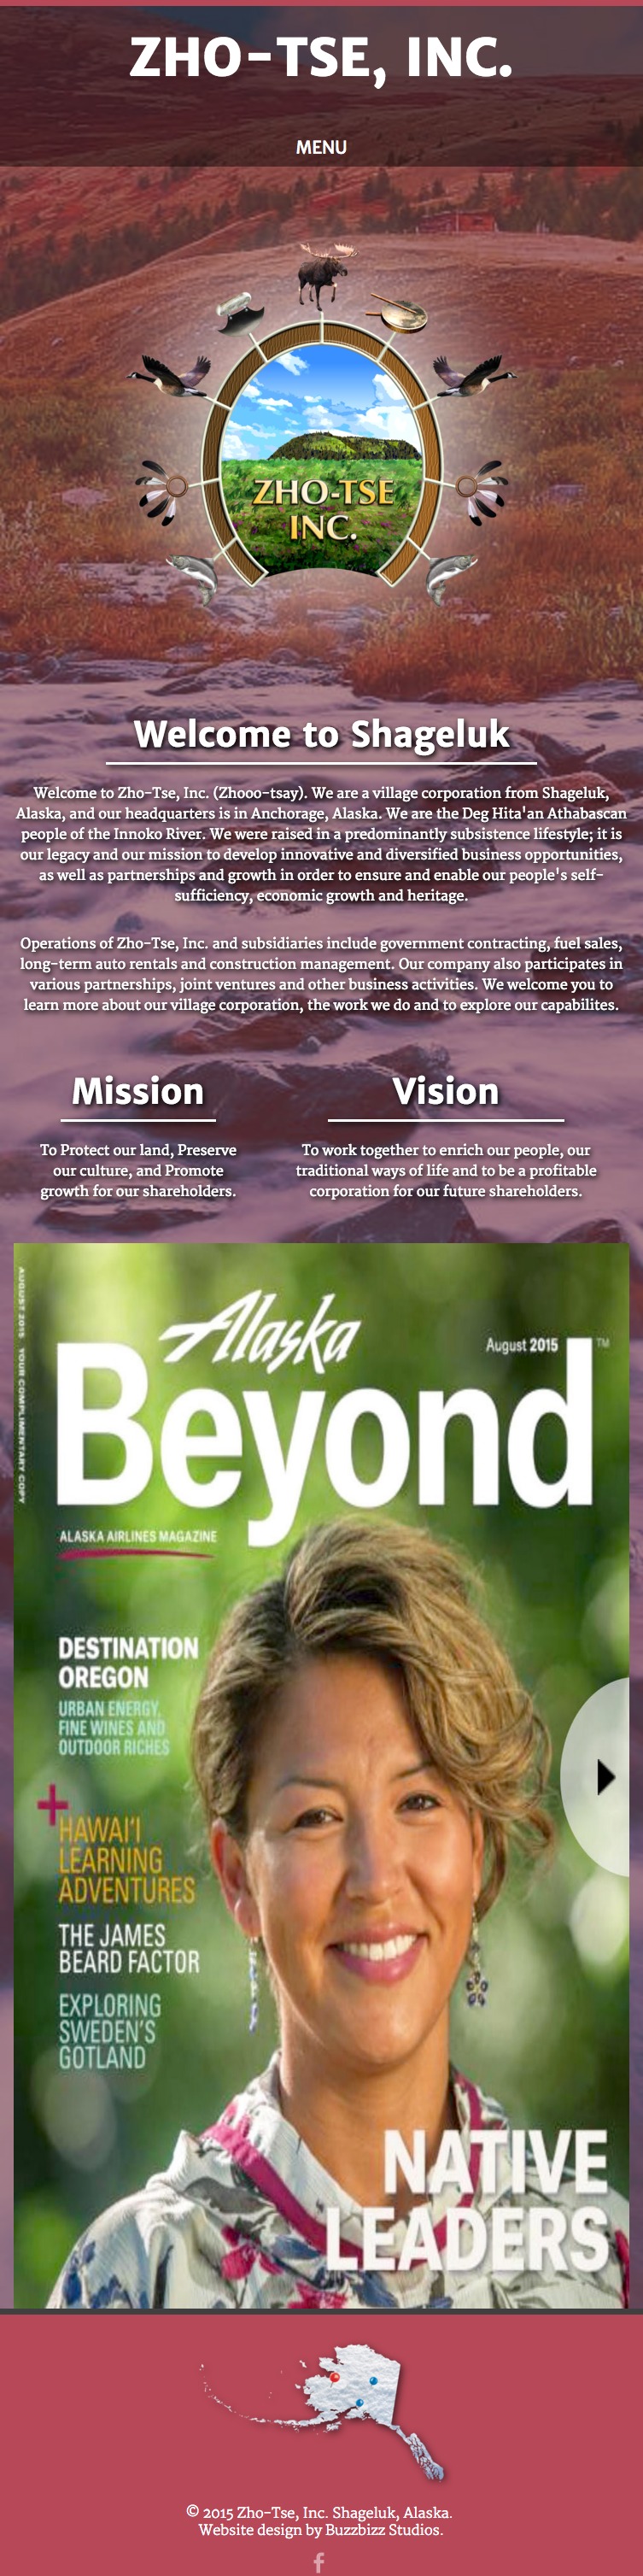 ZHO-TSE, INC.
MENU
ZHO-TSE
INC.
Welcome to Shageluk
Welcome to Zho-Tse, Inc. (Zhooo-tsay). We are a village corporation from Shageluk,
Alaska, and our headquarters is in Anchorage, Alaska. We are the Deg Hita'an Athabascan
people of the Innoko River. We were raised in a predominantly subsistence lifestyle; it is
our legacy and our mission to develop innovative and diversified business opportunities,
as well as partnerships and growth in order to ensure and enable our people's self-
sufficiency, economic growth and heritage.
Operations of Zho-Tse, Inc. and subsidiaries include government contracting, fuel sales,
long-term auto rentals and construction management. Our company also participates in
various partnerships, joint ventures and other business activities. We welcome you to
learn more about our village corporation, the work we do and to explore our capabilites.
Mission
To Protect our land, Preserve
our culture, and Promote
growth for our shareholders.
Vision
To work together to enrich our people, our
traditional ways of life and to be a profitable
corporation for our future shareholders.
AUGUST 2015 YOUR COMPLIMENTARY COPY
Alaska
August 2015
Beyond™
ALASKA AIRLINES MAGAZINE
DESTINATION
OREGON
URBAN ENERGY,
FINE WINES AND
OUTDOOR RICHES
+
HAWAI'I
LEARNING
ADVENTURES
THE JAMES
BEARD FACTOR
EXPLORING
SWEDEN'S
GOTLAND
NATIVE
LEADERS
© 2015 Zho-Tse, Inc. Shageluk, Alaska.
Website design by Buzzbizz Studios.
f